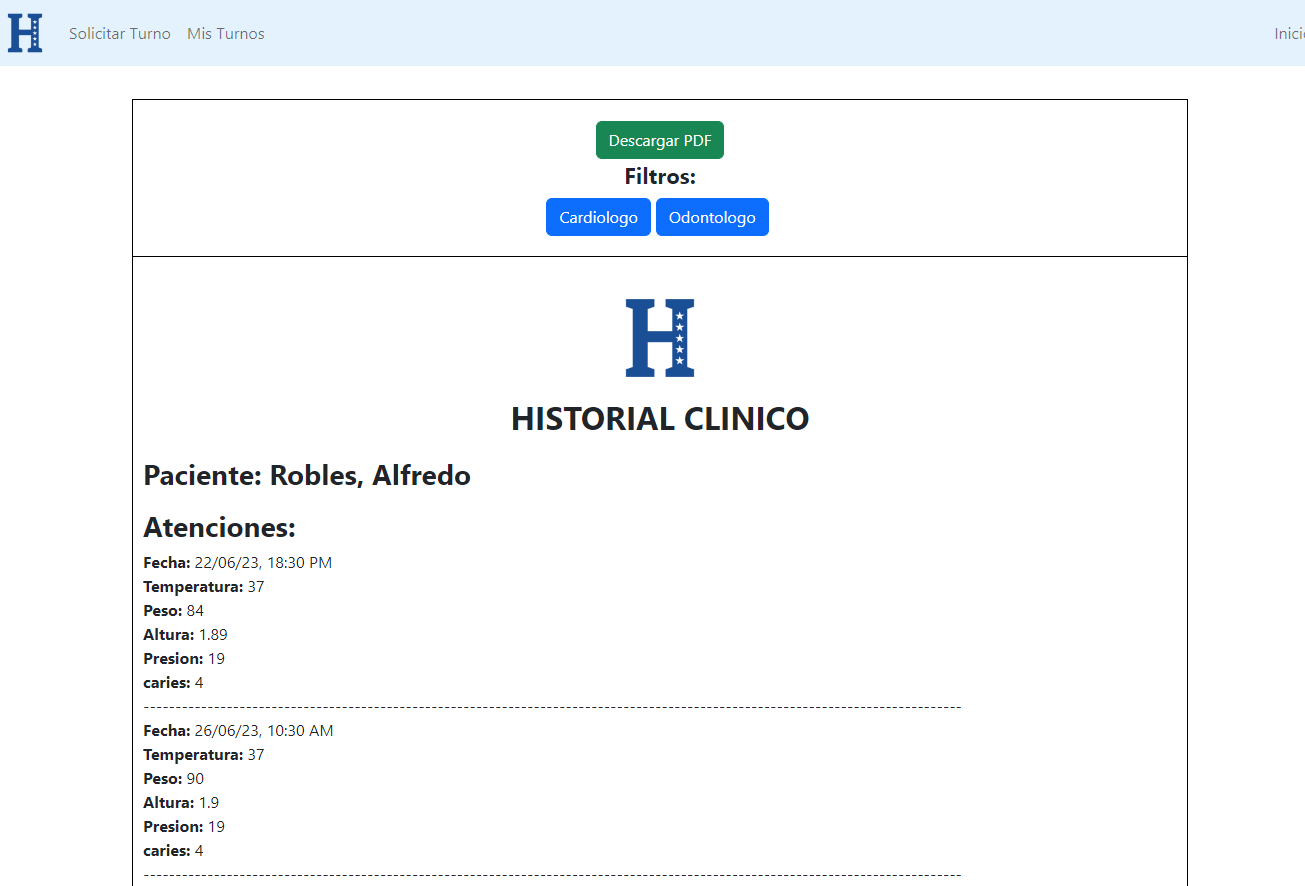 H
Solicitar Turno Mis Turnos
Descargar PDF
Filtros:
Cardiologo Odontologo
H
HISTORIAL CLINICO
Paciente: Robles, Alfredo
Atenciones:
Fecha: 22/06/23, 18:30 PM
Temperatura: 37
Peso: 84
Altura: 1.89
Presion: 19
caries: 4
Fecha: 26/06/23, 10:30 AM
Temperatura: 37
Peso: 90
Altura: 1.9
Presion: 19
caries: 4